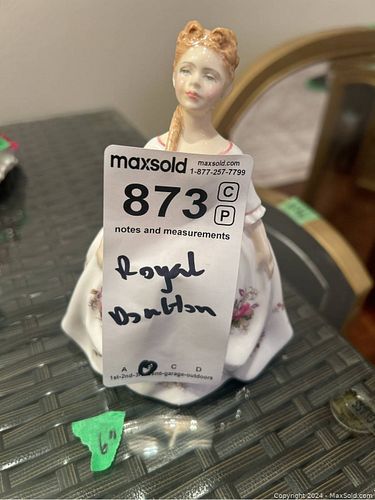 maxsold
maxsold.com
1-877-257-7799
873
C
P
notes and measurements
Royal
Doulton
A C D
6"
Copyright 2024 - MaxSold.com